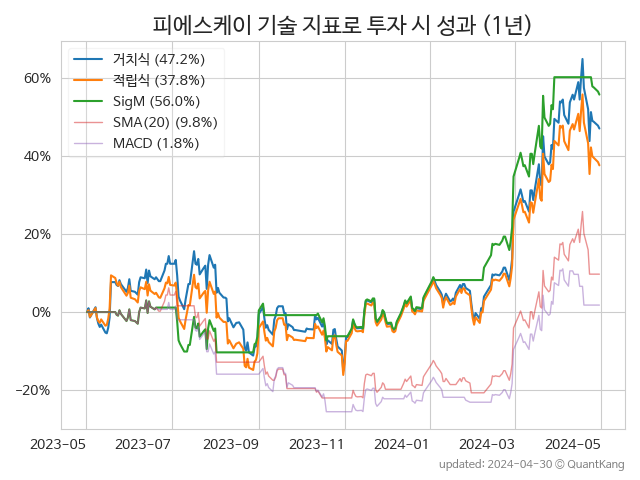 피에스케이 기술 지표로 투자 시 성과 (1년)
거치식 (47.2%)
적립식 (37.8%)
SigM (56.0%)
SMA(20) (9.8%)
MACD (1.8%)
60%
40%
20%
0%
−20%
2023-05 2023-07 2023-09 2023-11 2024-01 2024-03 2024-05
updated: 2024-04-30 © QuantKang